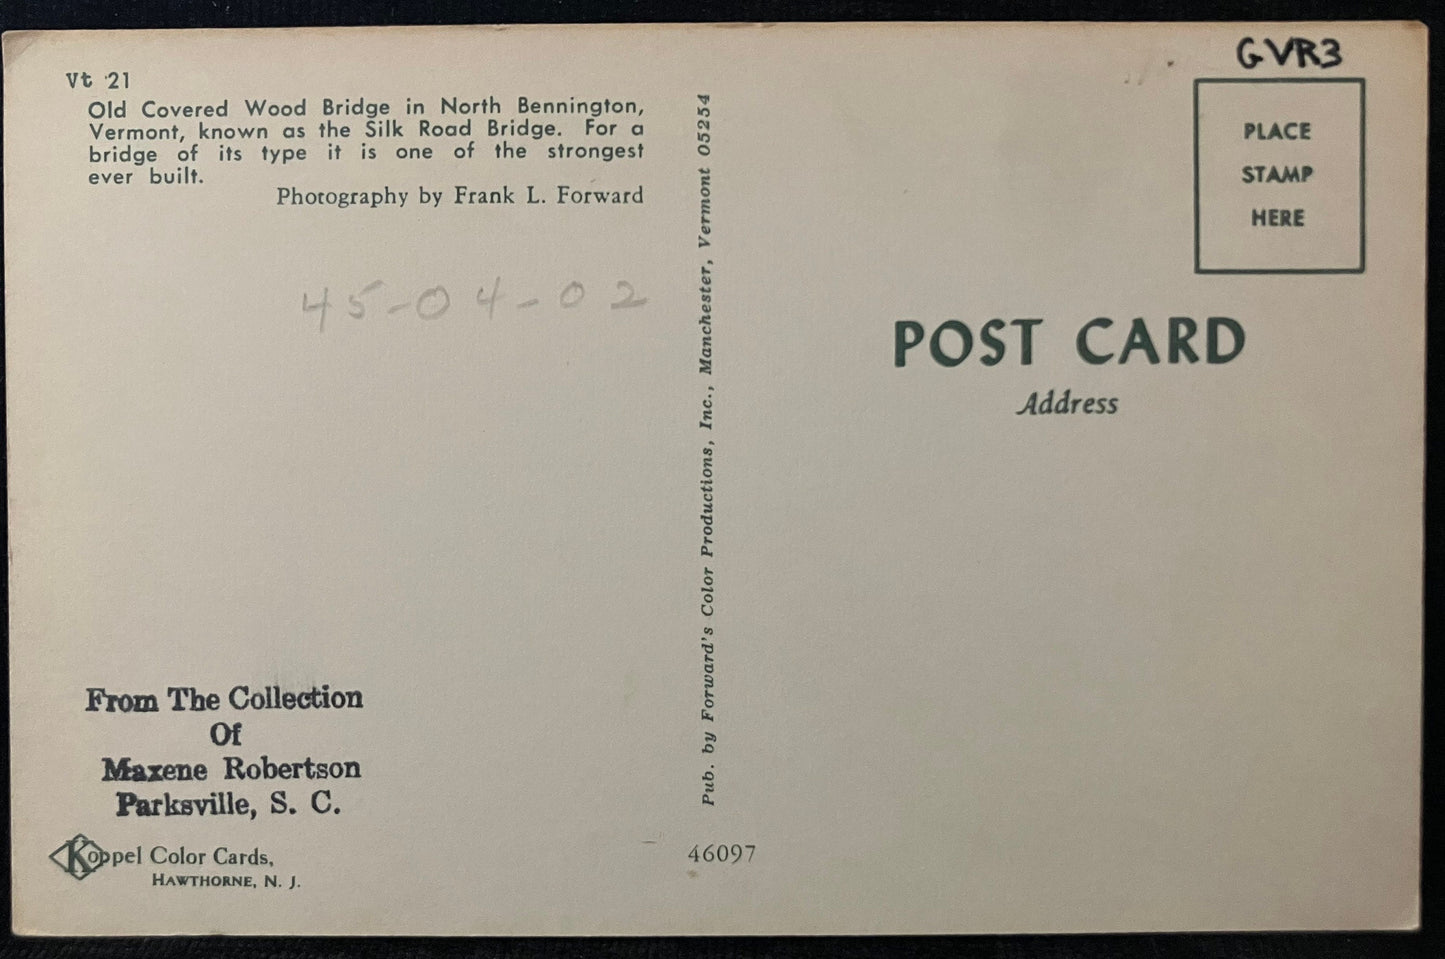 Vt 21
Old Covered Wood Bridge in North Bennington,
Vermont, known as the Silk Road Bridge. For a
bridge of its type it is one of the strongest
ever built.
Photography by Frank L. Forward
45-04-02
From The Collection
Of
Maxene Robertson
Parksville, S. C.
Koppel Color Cards,
HAWTHORNE, N. J.
Pub. by Forward's Color Productions, Inc., Manchester, Vermont 05254
46097
GVR3
PLACE
STAMP
HERE
POST CARD
Address